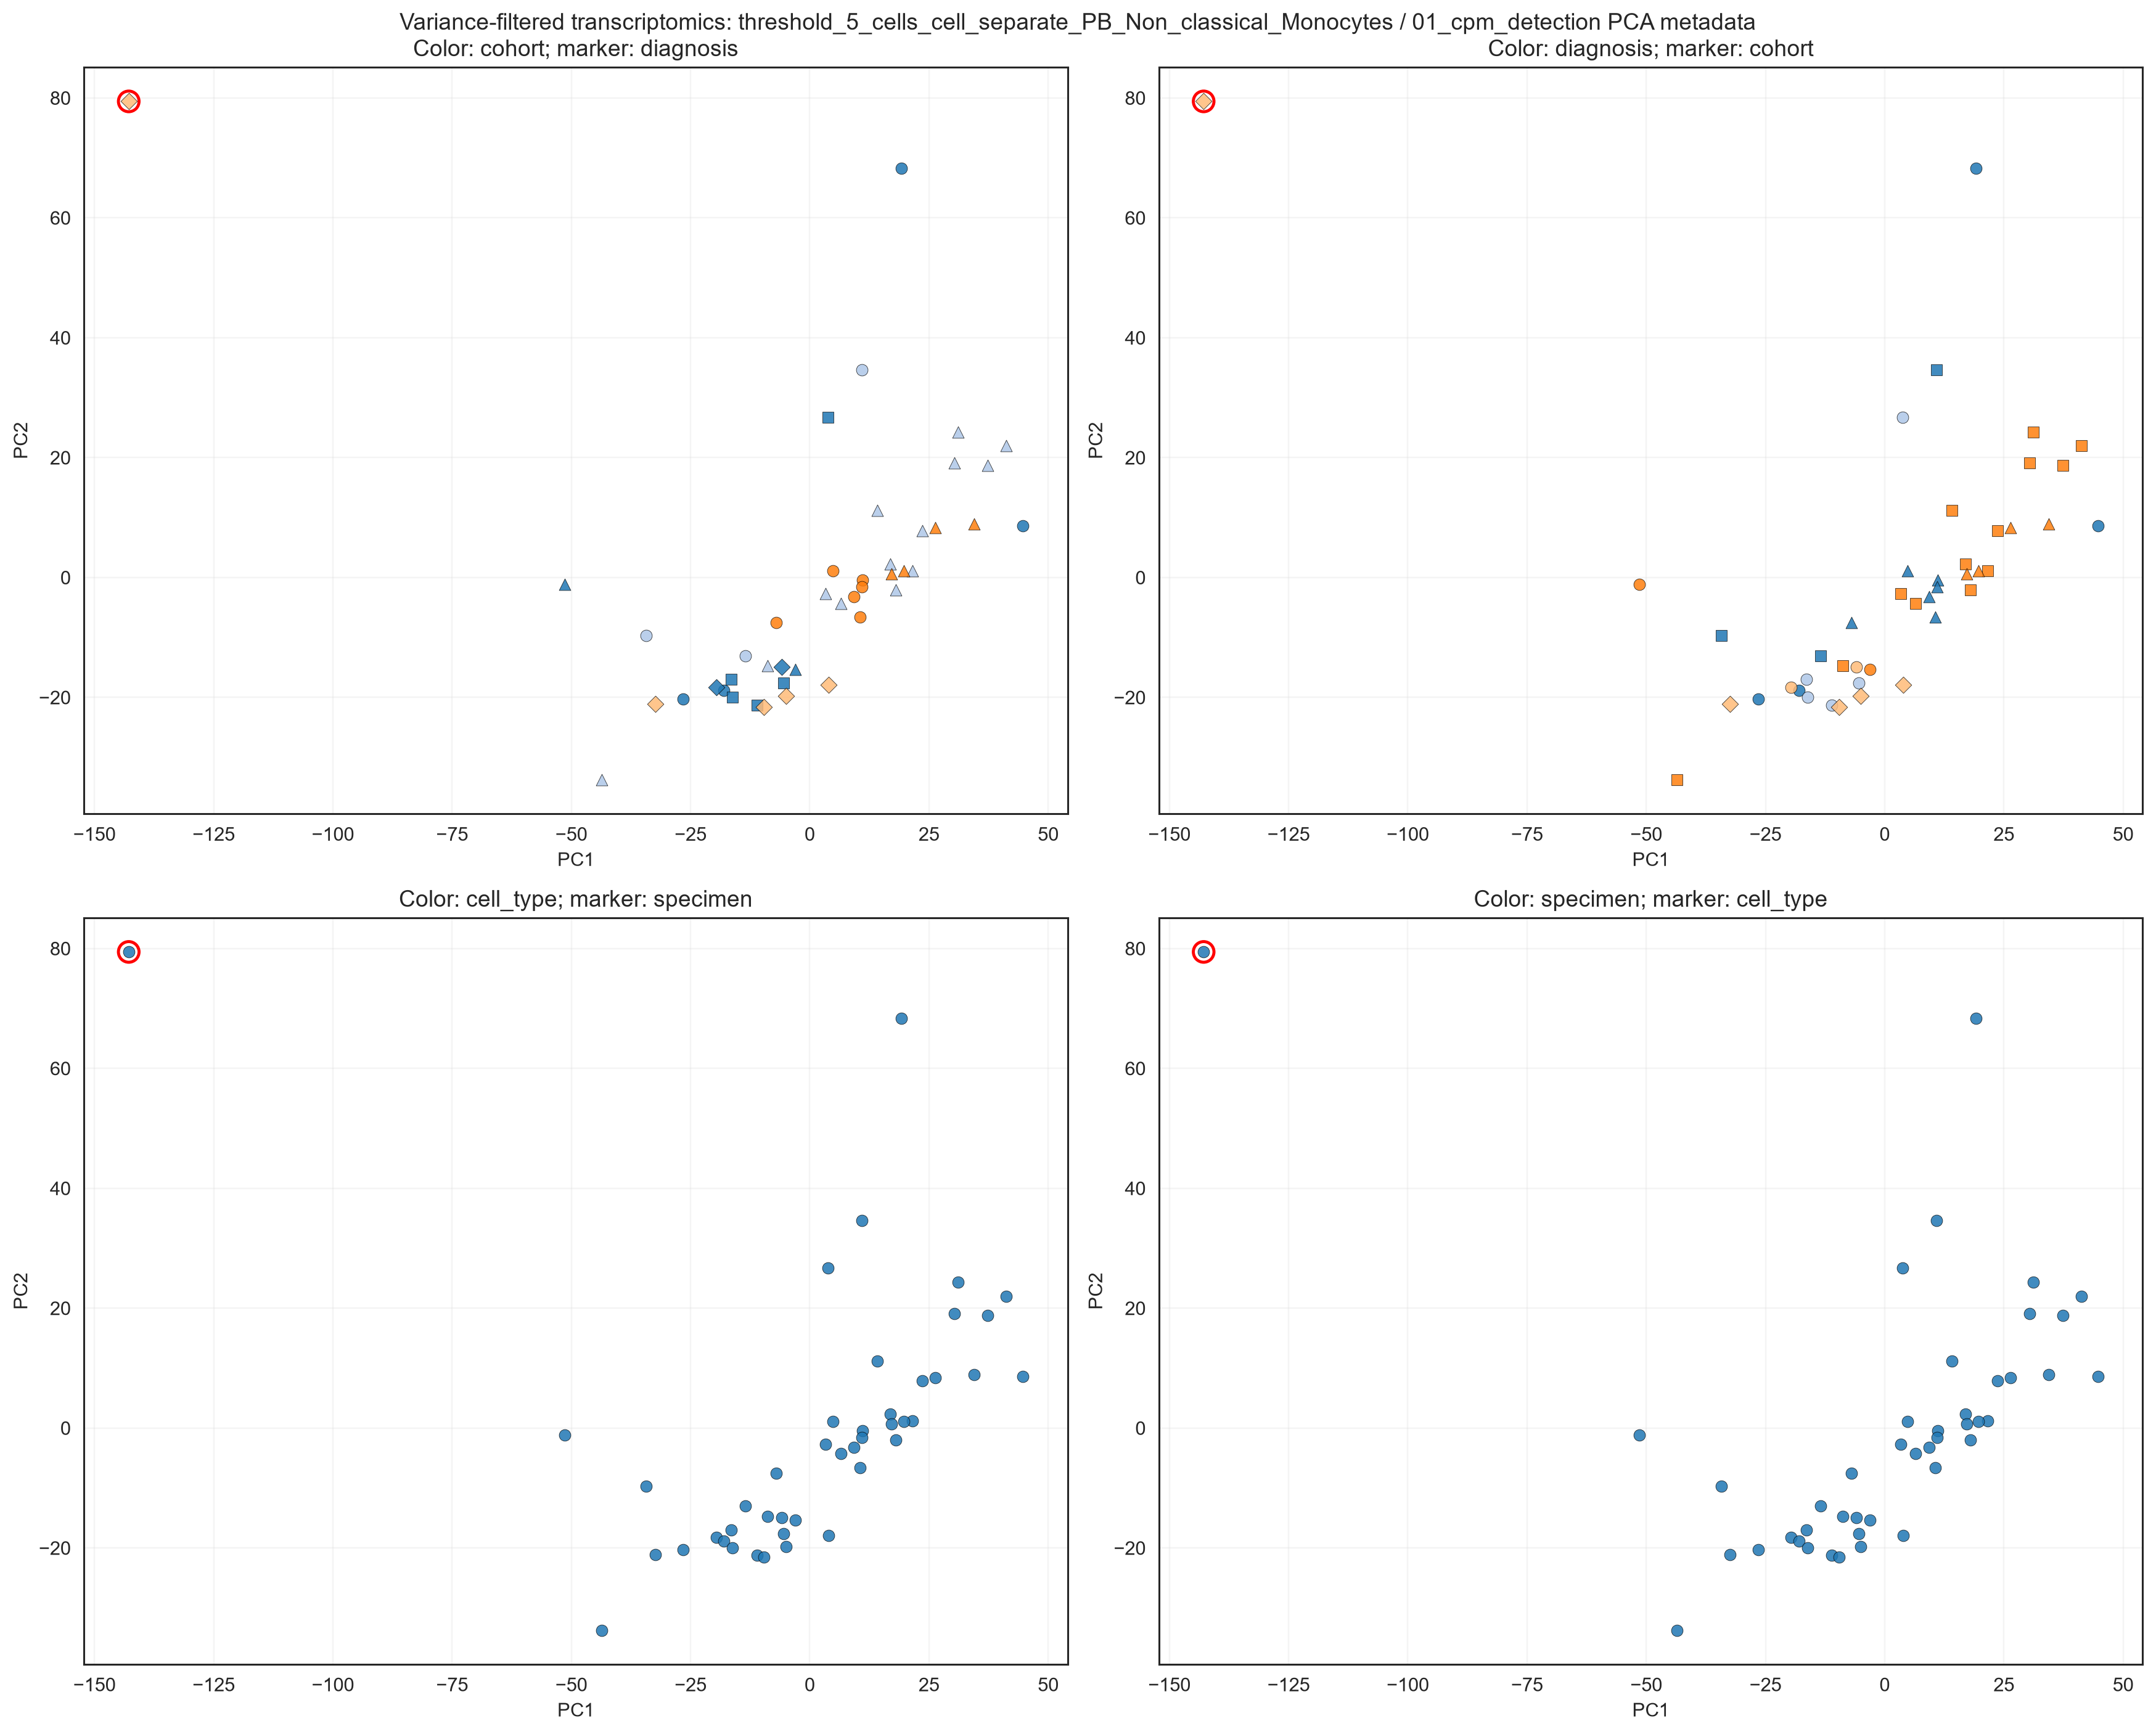 Variance-filtered transcriptomics: threshold_5_cells_cell_separate_PB_Non_classical_Monocytes / 01_cpm_detection PCA metadata
Color: cohort; marker: diagnosis
80
60
40
20
0
−20
PC2
−150 −125 −100 −75 −50 −25 0 25 50
PC1
Color: diagnosis; marker: cohort
80
60
40
20
0
−20
PC2
−150 −125 −100 −75 −50 −25 0 25 50
PC1
Color: cell_type; marker: specimen
80
60
40
20
0
−20
PC2
−150 −125 −100 −75 −50 −25 0 25 50
PC1
Color: specimen; marker: cell_type
80
60
40
20
0
−20
PC2
−150 −125 −100 −75 −50 −25 0 25 50
PC1